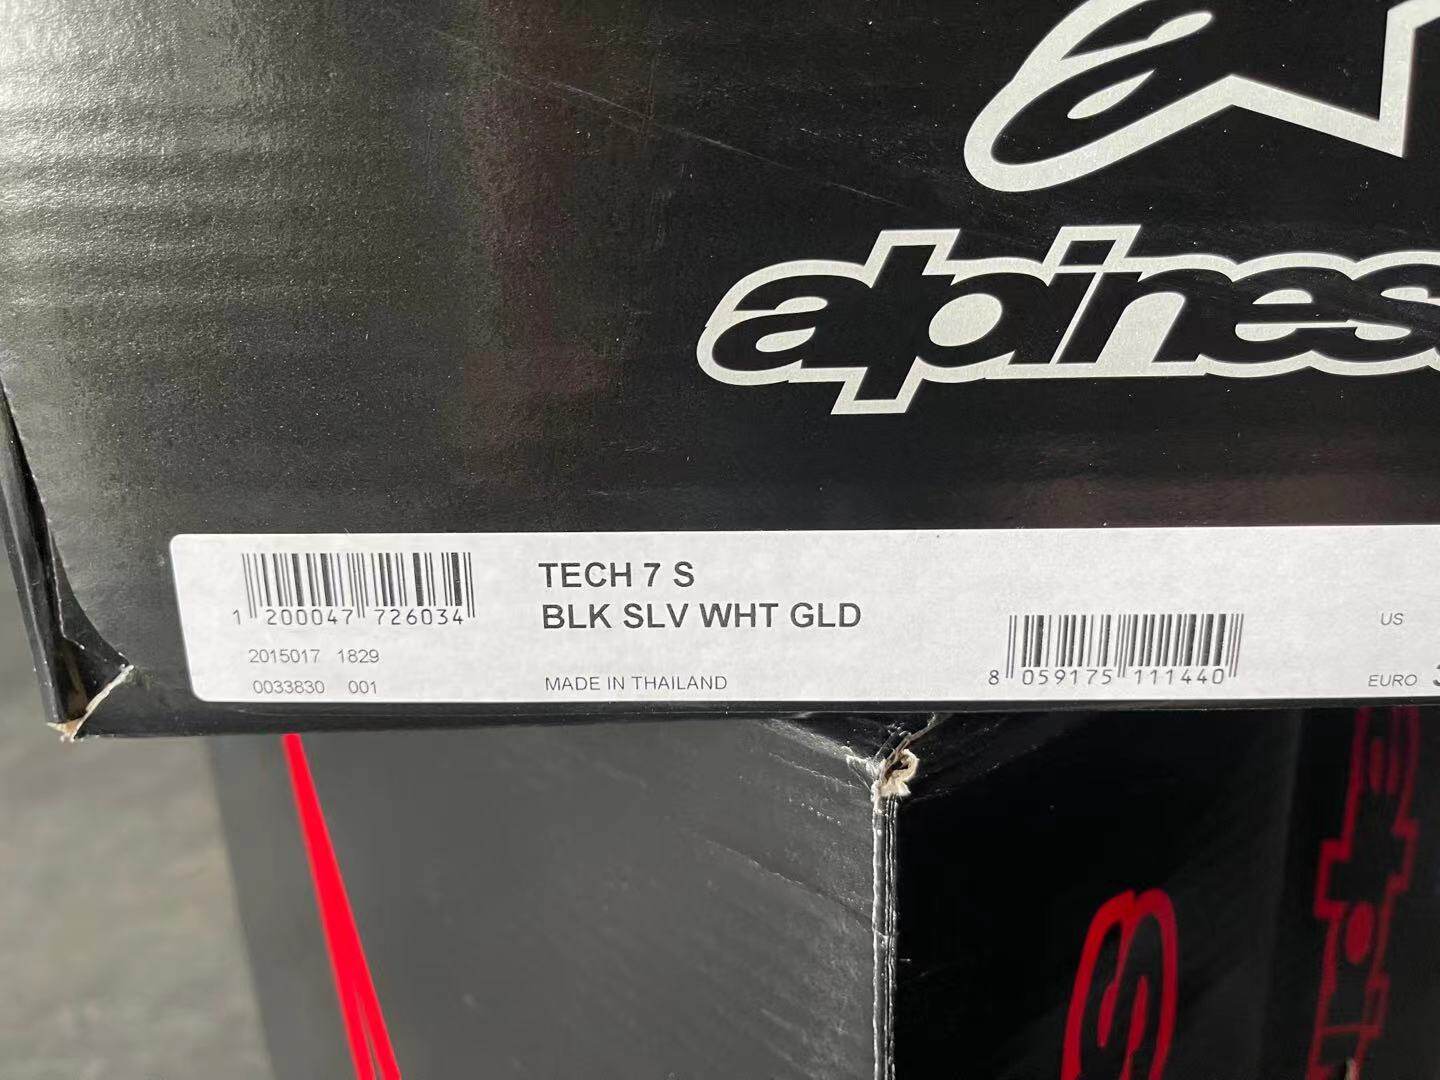 alpines
TECH 7 S
BLK SLV WHT GLD
1 200047 726034
2015017 1829
0033830 001
MADE IN THAILAND
8 059175 111440
US
EURO